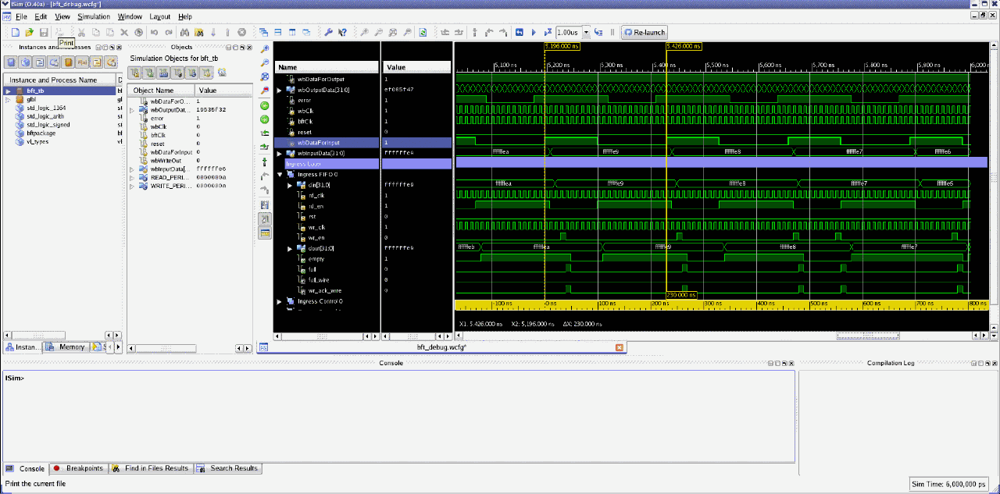 ISim (O.40a) - [bft_debug.wcfg*]
File Edit View Simulation Window Layout Help
1.00us Re-launch
Print
Instances and Processes
Objects
Simulation Objects for bft_tb
Instance and Process Name
bft_tb
glbl
std_logic_1164
std_logic_arith
std_logic_signed
bftpackage
vl_types
Object Name Value
wbDataForO... 1
wbOutputDat... 19535f32
error 1
wbClk 0
bftClk 0
reset 0
wbDataForInput 0
wbWriteOut 0
wbInputData[... ffffffe6
READ_PERI... 0000000a
WRITE_PERI... 0000000a
Name Value
wbDataForOutput 1
wbOutputData[31:0] ef085f47
error 1
wbClk 1
bftClk 1
reset 0
wbDataForInput 1
wbInputData[31:0]
Ingress FIFO 0
din[31:0] ffffffe9
rd_clk 1
rd_en 1
rst 0
wr_clk 1
wr_en 0
dout[31:0] ffffffe9
empty 1
full 0
full_wire 0
wr_ack_wire 0
Ingress Control 0
5,196.000 ns 5,426.000 ns
5,100 ns 5,200 ns 5,300 ns 5,400 ns 5,500 ns 5,600 ns 5,700 ns 5,800 ns 5,900 ns
ffffffea ffffffe9 ffffffe8 ffffffe7 ffffffe6
ffffffea ffffffe9 ffffffe8 ffffffe7 ffffffe6
ffffffeb ffffffea ffffffe9 ffffffe8 ffffffe7
230.000 ns
-100 ns 0 ns 100 ns 200 ns 300 ns 400 ns 500 ns 600 ns 700 ns 800 ns
X1: 5,426.000 ns X2: 5,196.000 ns ΔX: 230.000 ns
Instan... Memory
bft_debug.wcfg*
Console
Compilation Log
ISim>
Console Breakpoints Find in Files Results Search Results
Print the current file
Sim Time: 6,000,000 ps